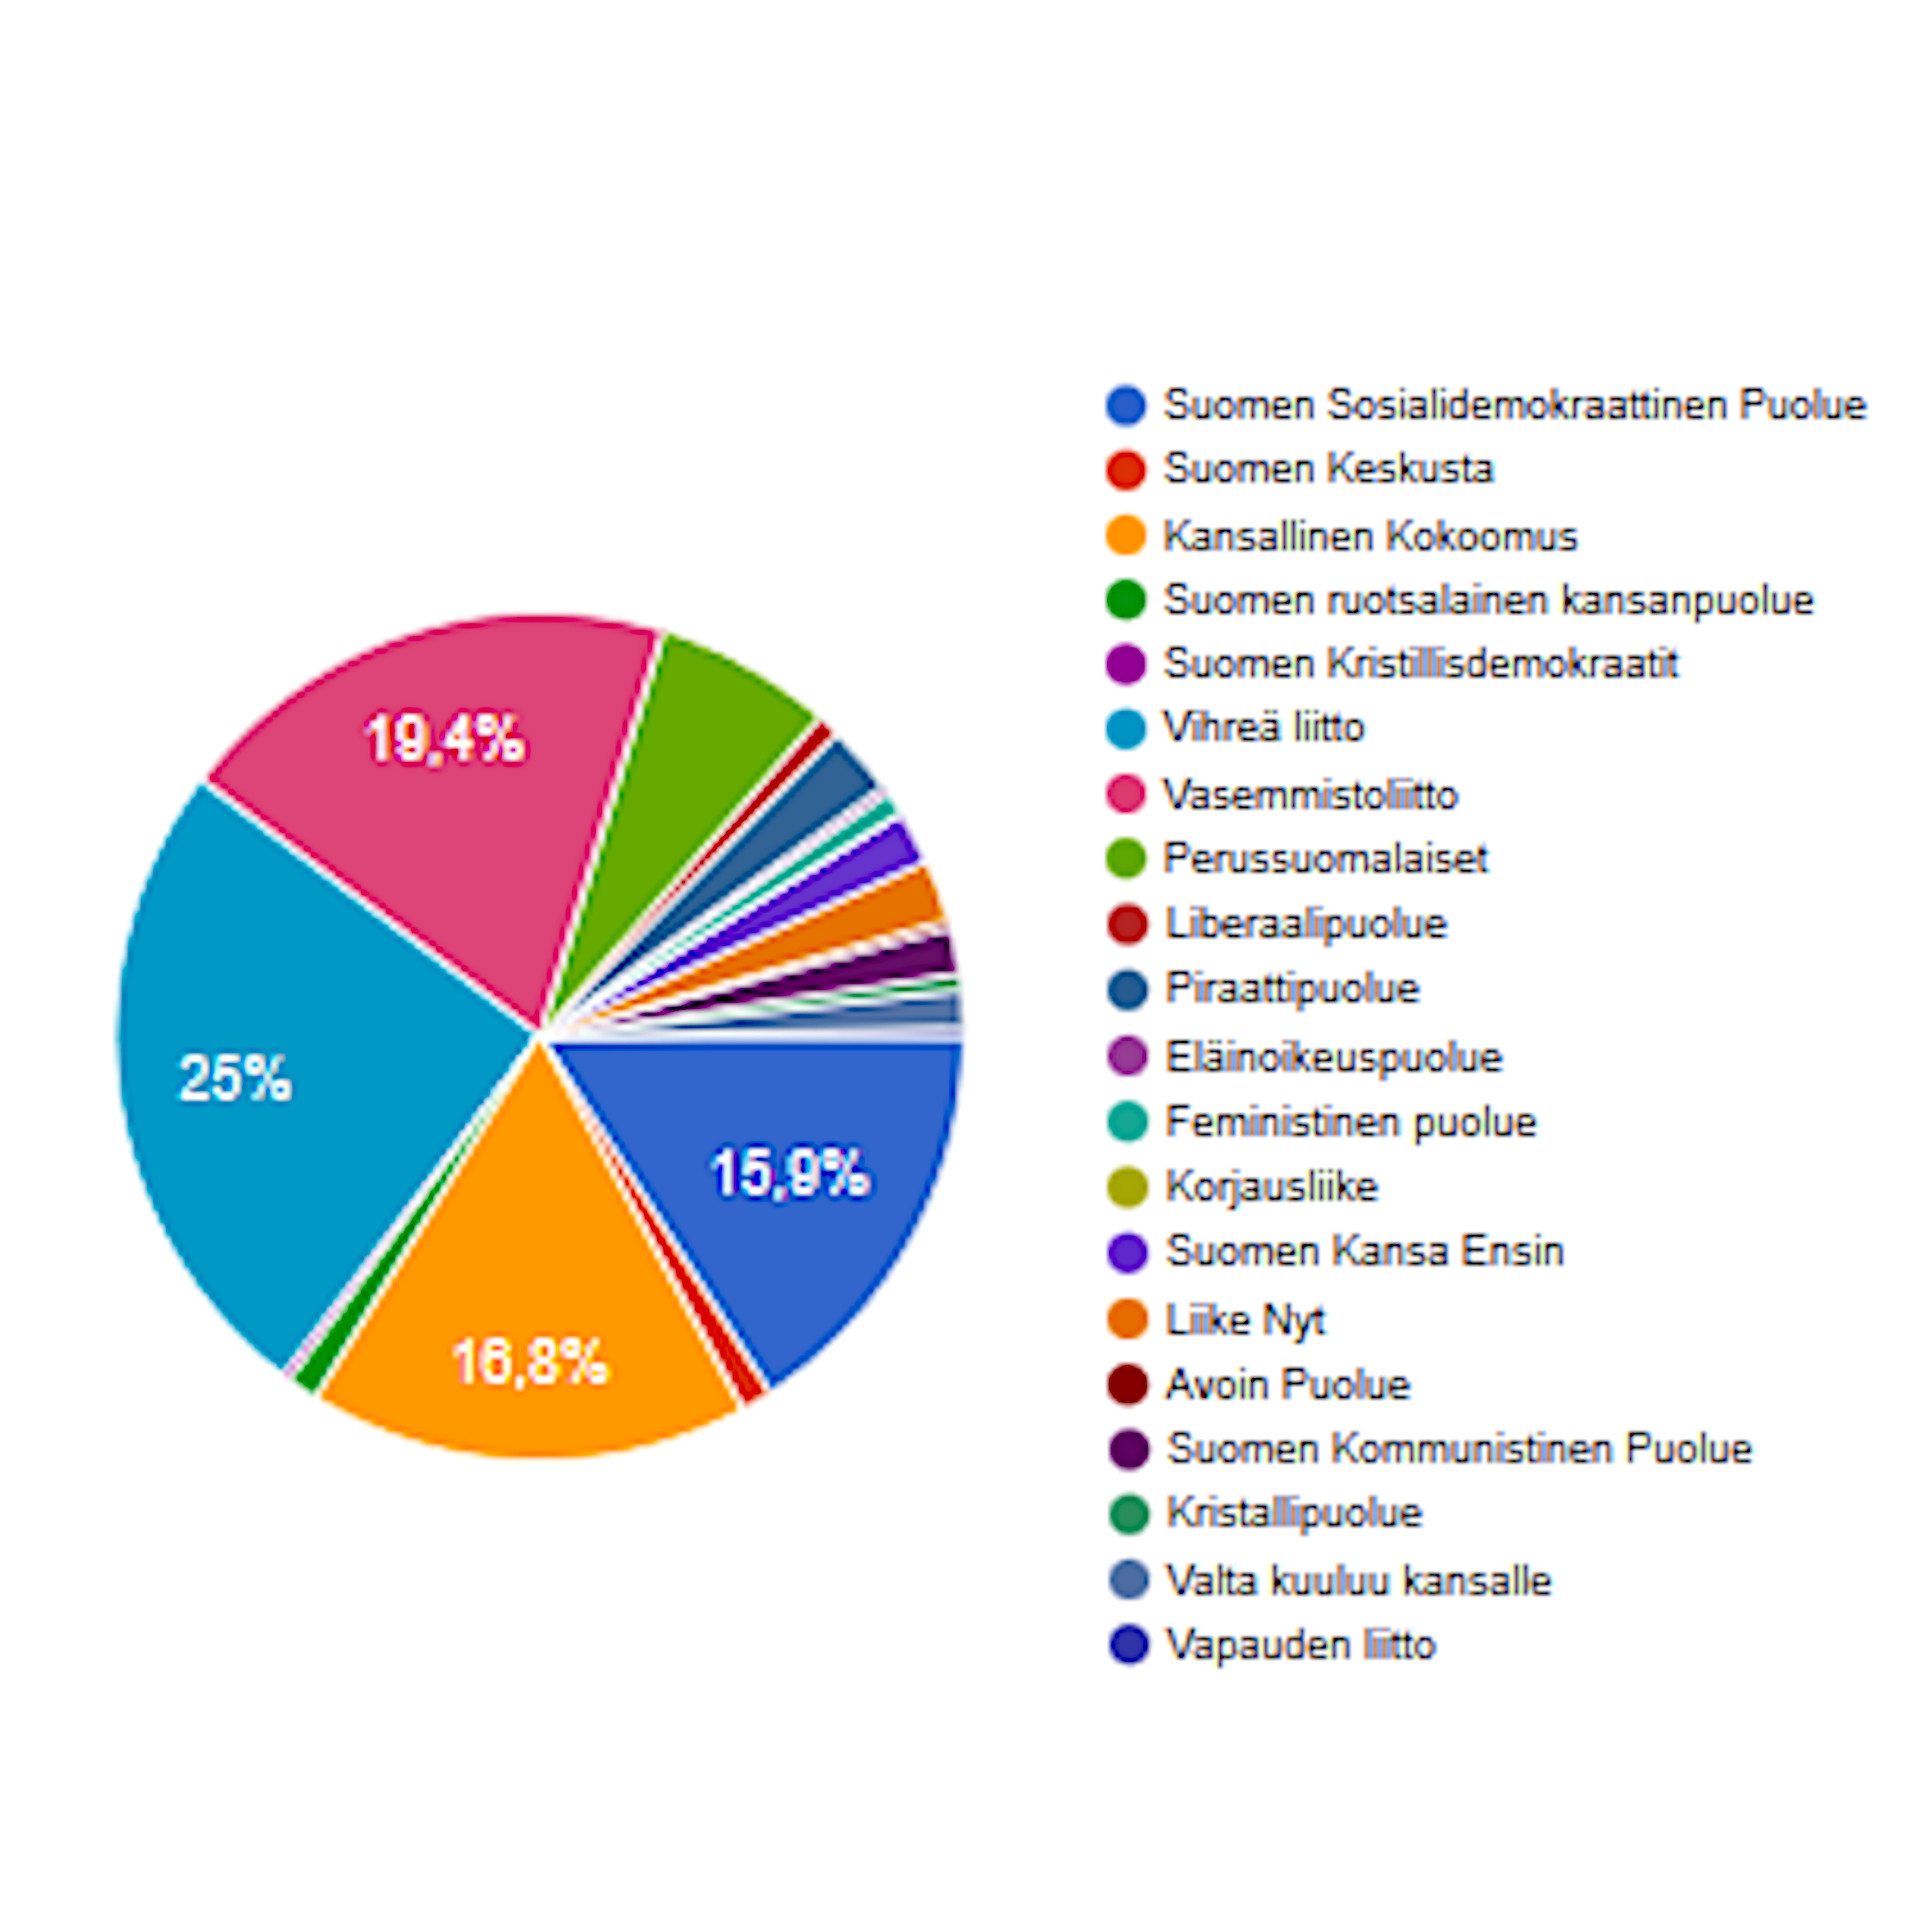 19,4%
25%
15,9%
16,8%
Suomen Sosialidemokraattinen Puolue
Suomen Keskusta
Kansallinen Kokoomus
Suomen ruotsalainen kansanpuolue
Suomen Kristillisdemokraatit
Vihreä liitto
Vasemmistoliitto
Perussuomalaiset
Liberaalipuolue
Piraattipuolue
Eläinoikeuspuolue
Feministinen puolue
Korjausliike
Suomen Kansa Ensin
Liike Nyt
Avoin Puolue
Suomen Kommunistinen Puolue
Kristallipuolue
Valta kuuluu kansalle
Vapauden liitto